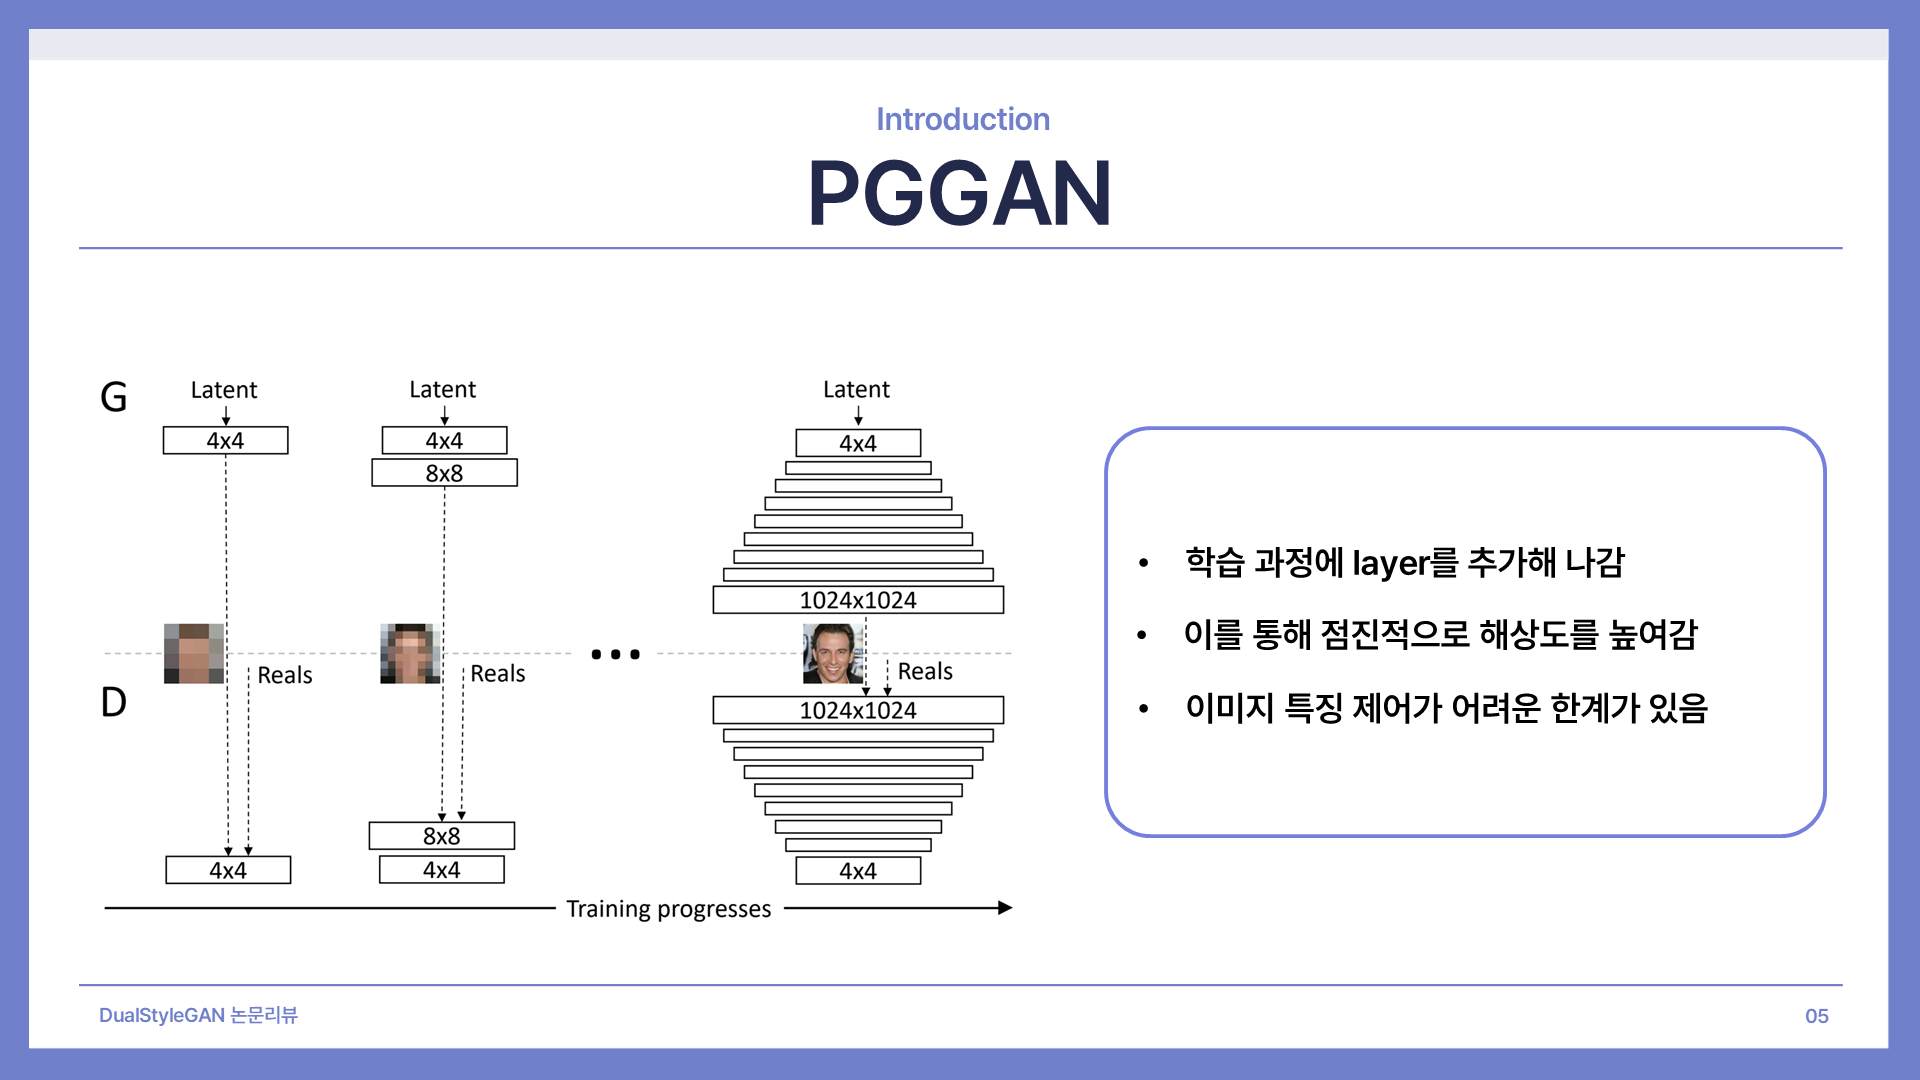 Introduction
PGGAN
G
Latent
4x4
Latent
4x4
8x8
Latent
4x4
1024x1024
Reals
Reals
Reals
D
1024x1024
8x8
4x4
4x4
4x4
Training progresses
• 학습 과정에 layer를 추가해 나감
• 이를 통해 점진적으로 해상도를 높여감
• 이미지 특징 제어가 어려운 한계가 있음
DualStyleGAN 논문리뷰
05